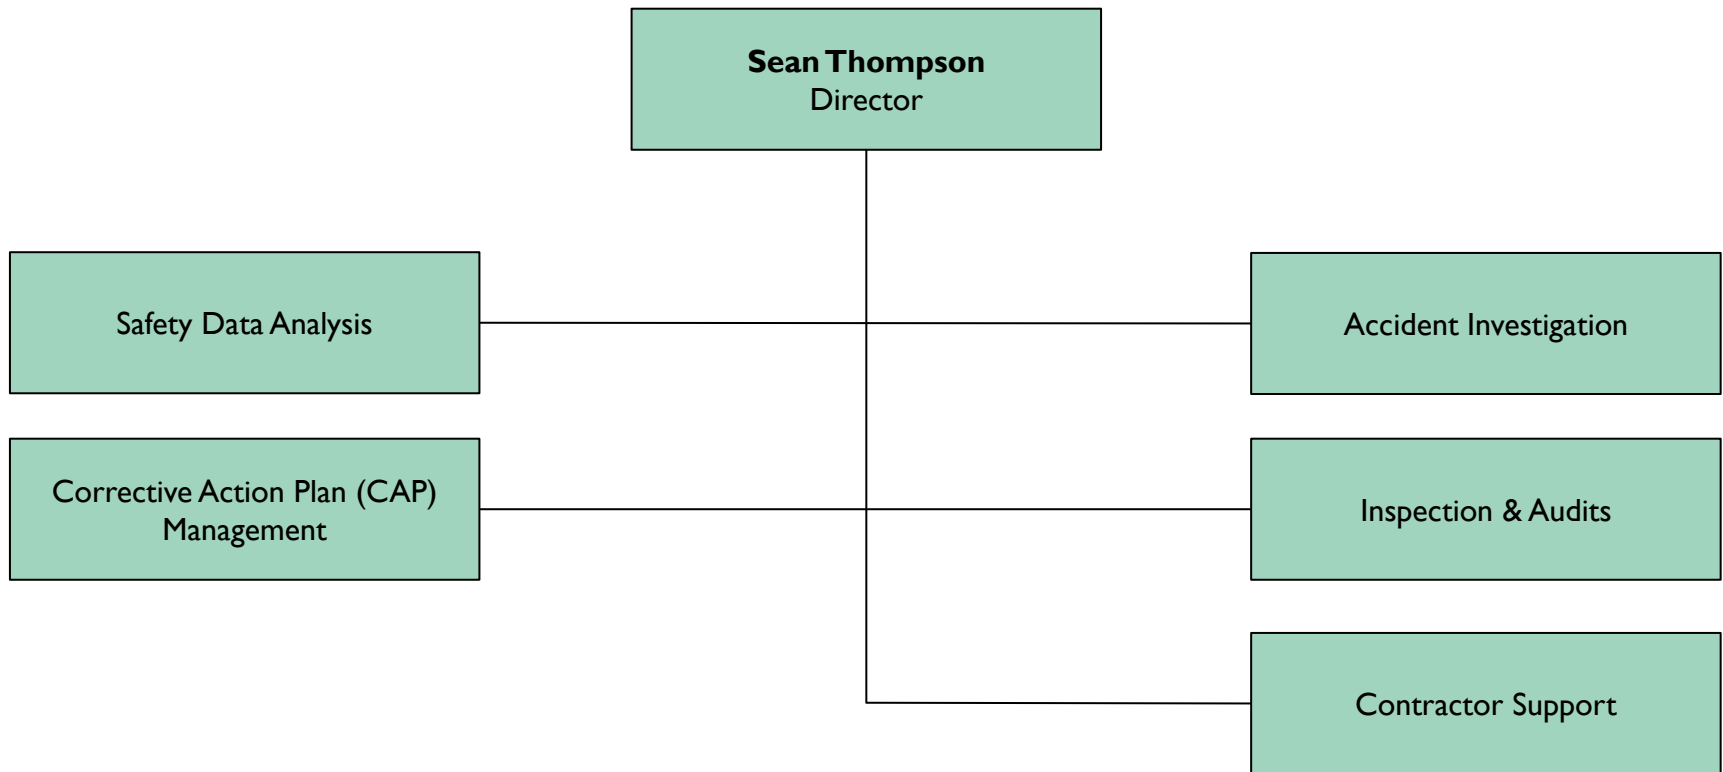 Sean Thompson
Director
Safety Data Analysis
Accident Investigation
Corrective Action Plan (CAP)
Management
Inspection & Audits
Contractor Support